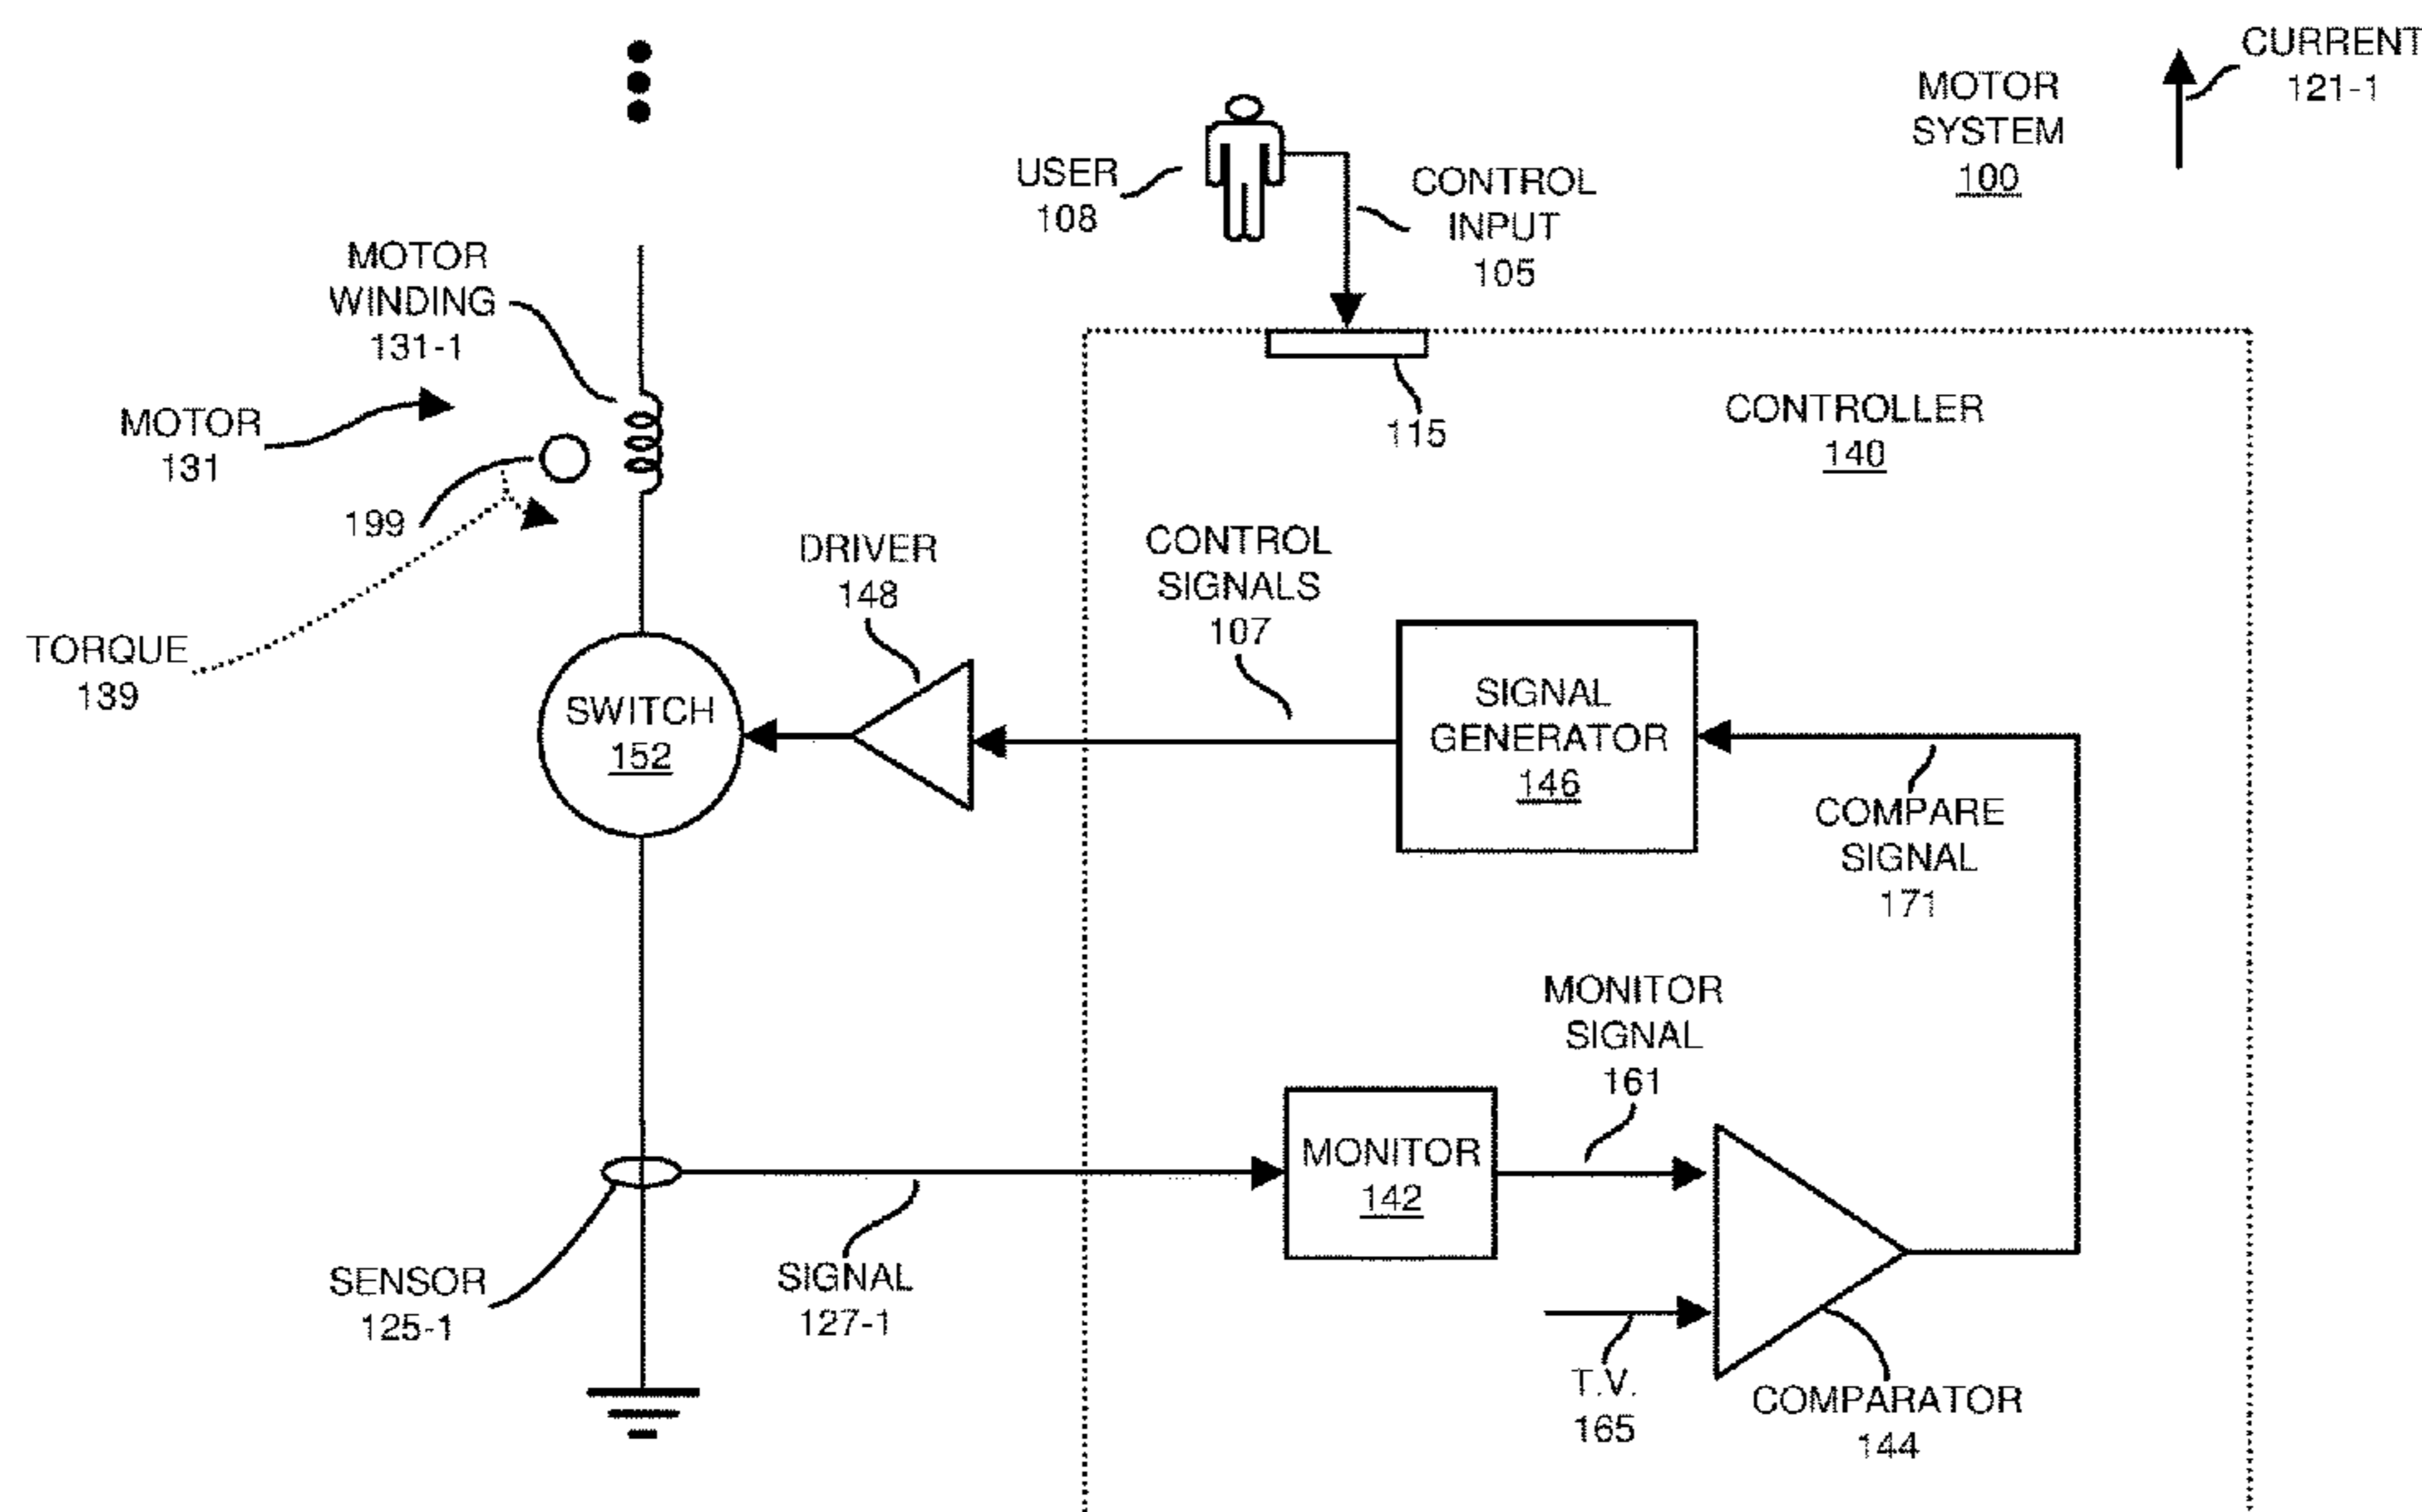 CURRENT
121-1
MOTOR
SYSTEM
100
USER
108
CONTROL
INPUT
105
MOTOR
WINDING
131-1
MOTOR
131
115
CONTROLLER
140
199
DRIVER
148
CONTROL
SIGNALS
107
TORQUE
139
SWITCH
152
SIGNAL
GENERATOR
146
COMPARE
SIGNAL
171
MONITOR
SIGNAL
161
MONITOR
142
SENSOR
125-1
SIGNAL
127-1
T.V.
165
COMPARATOR
144